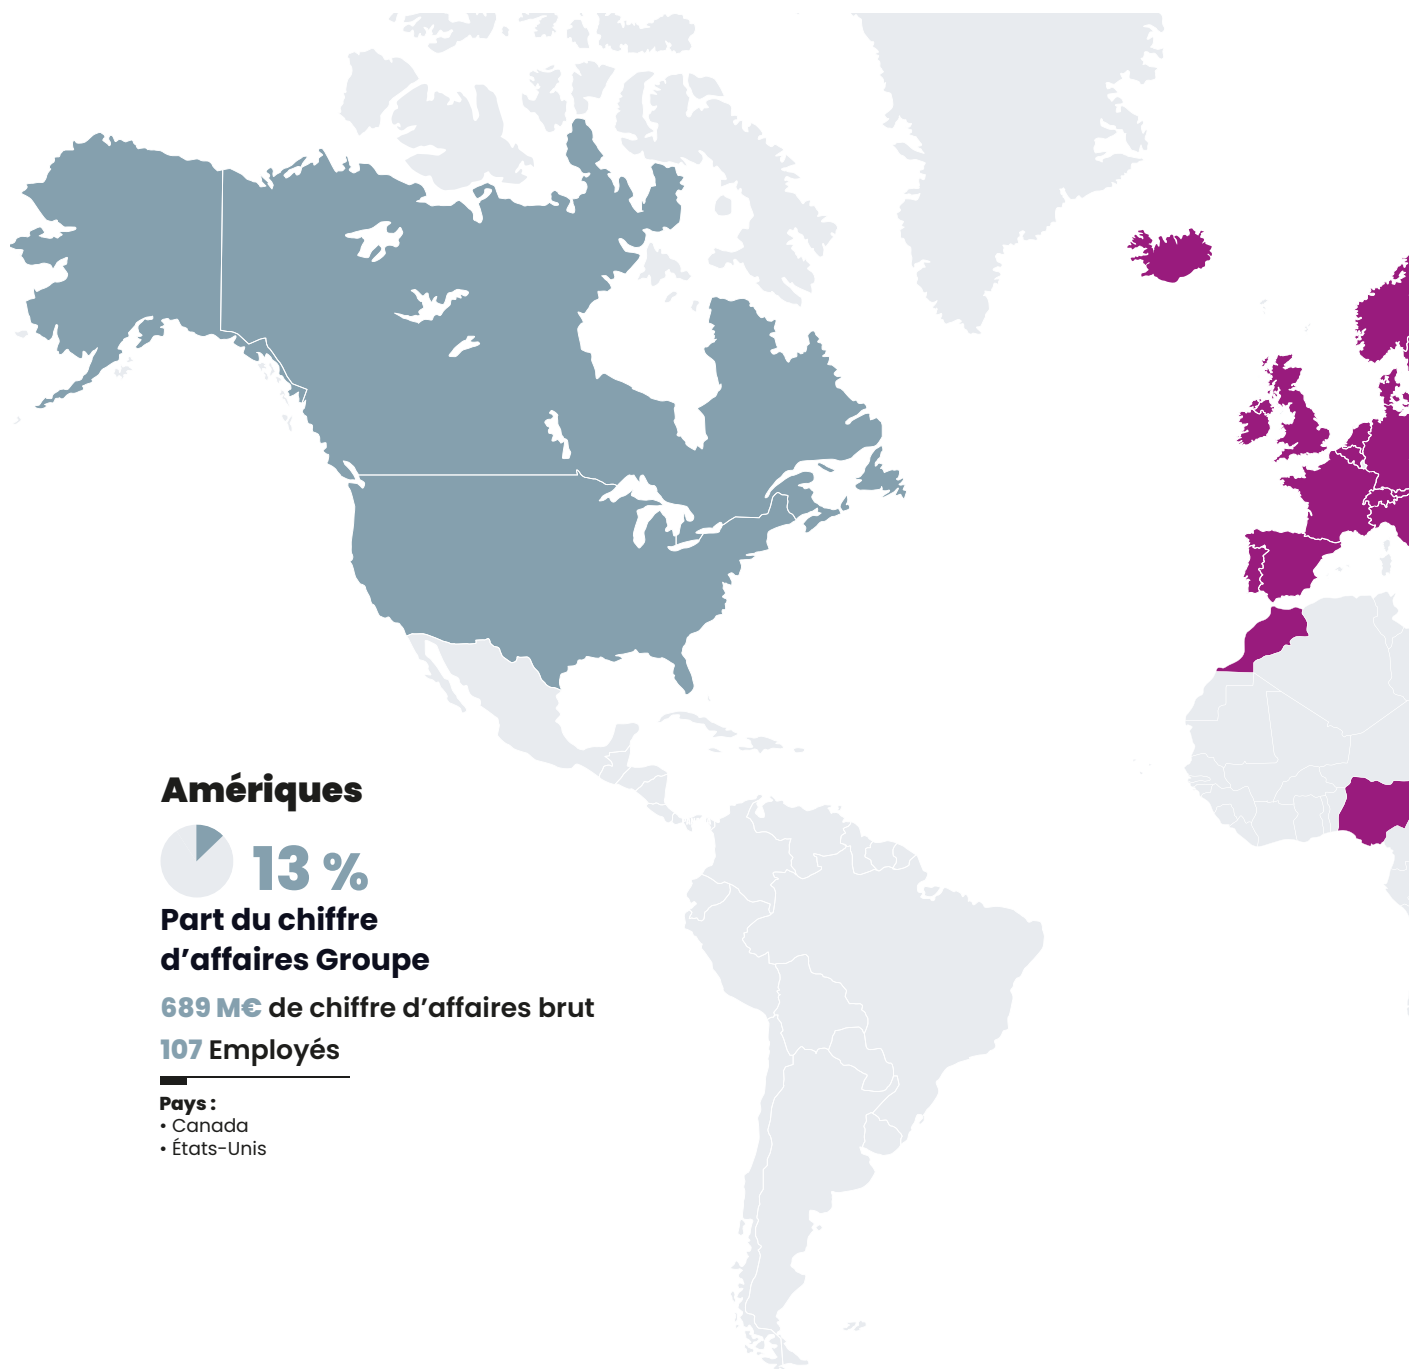 Amériques
13 %
Part du chiffre
d’affaires Groupe
689 M€ de chiffre d’affaires brut
107 Employés
Pays :
• Canada
• États-Unis